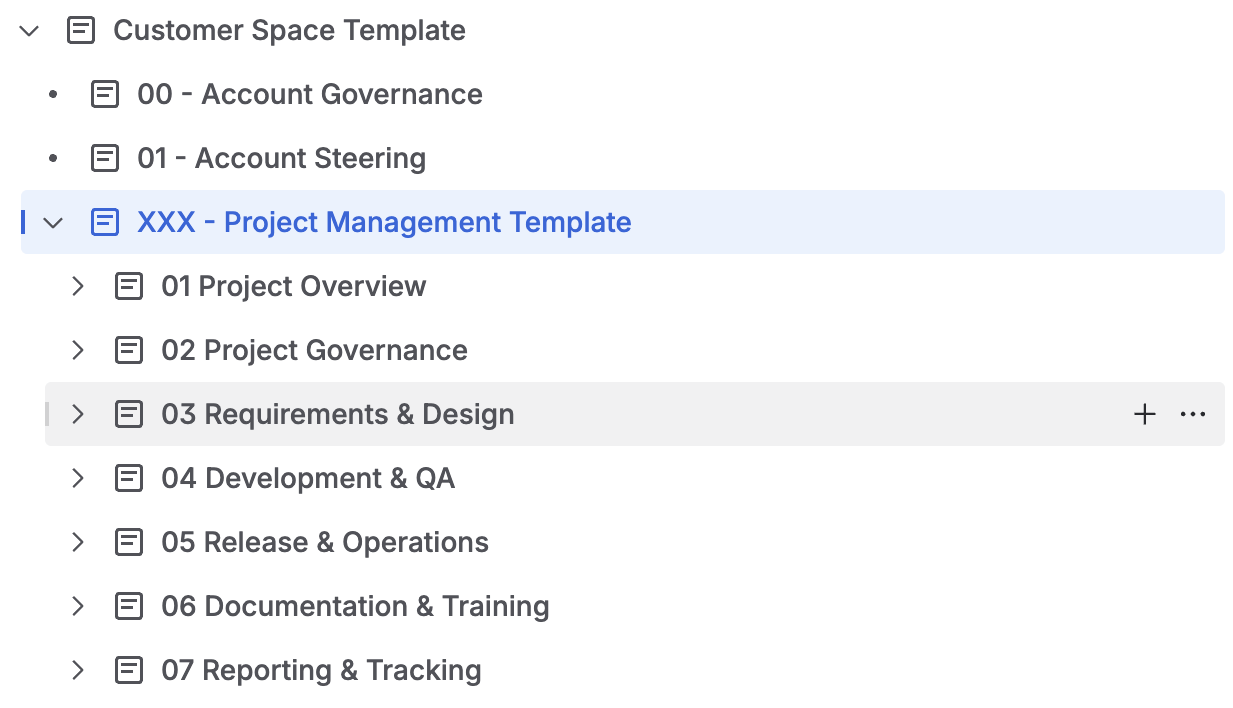 Customer Space Template
00 - Account Governance
01 - Account Steering
XXX - Project Management Template
01 Project Overview
02 Project Governance
03 Requirements & Design
04 Development & QA
05 Release & Operations
06 Documentation & Training
07 Reporting & Tracking